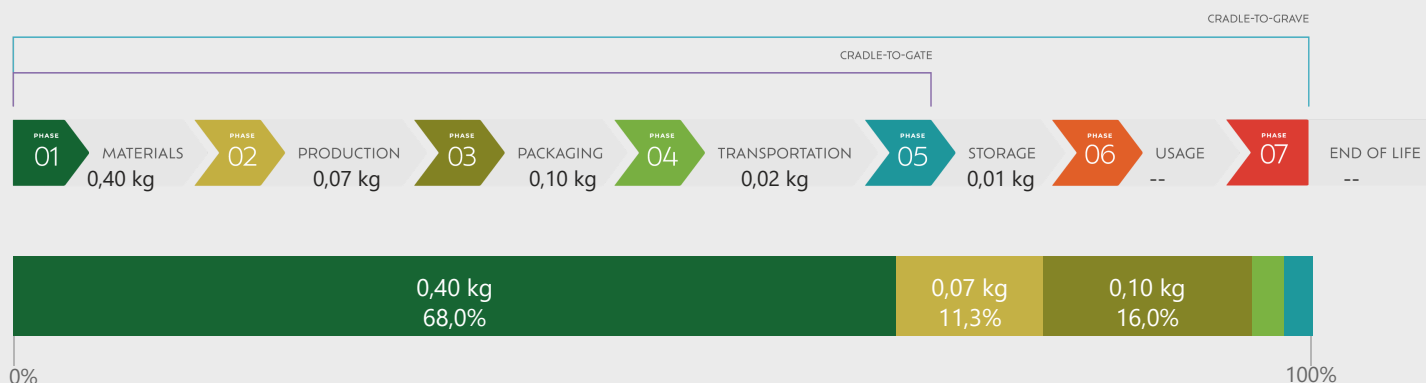 CRADLE-TO-GRAVE
CRADLE-TO-GATE
PHASE
01
MATERIALS
0,40 kg
PHASE
02
PRODUCTION
0,07 kg
PHASE
03
PACKAGING
0,10 kg
PHASE
04
TRANSPORTATION
0,02 kg
PHASE
05
STORAGE
0,01 kg
PHASE
06
USAGE
--
PHASE
07
END OF LIFE
--
0,40 kg
68,0%
0,07 kg
11,3%
0,10 kg
16,0%
0%
100%